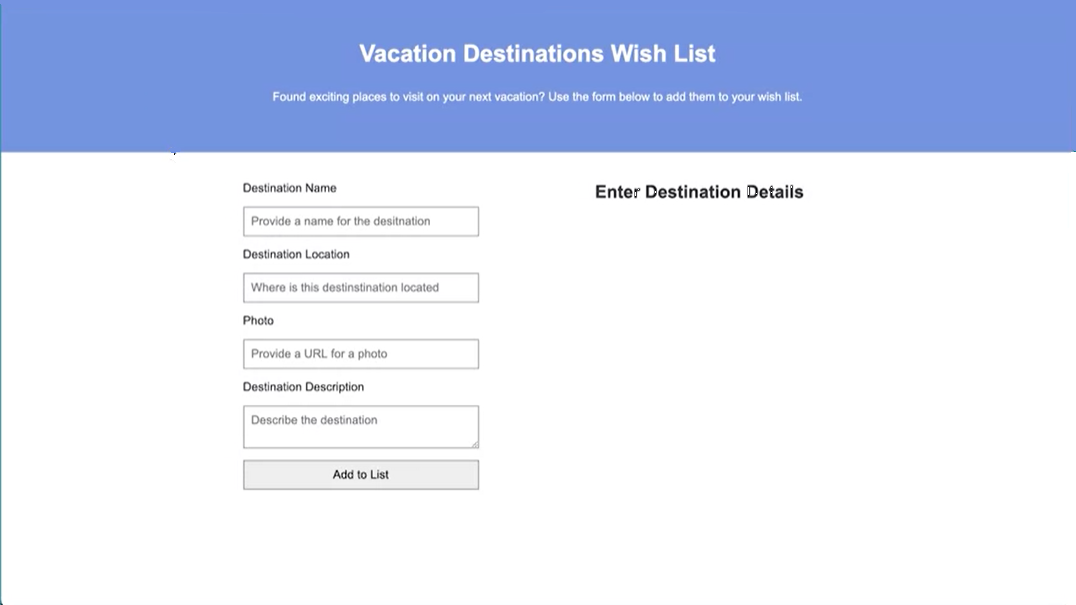 Vacation Destinations Wish List
Found exciting places to visit on your next vacation? Use the form below to add them to your wish list.
Destination Name
Provide a name for the desitnation
Destination Location
Where is this destinstination located
Photo
Provide a URL for a photo
Destination Description
Describe the destination
Add to List
Enter Destination Details